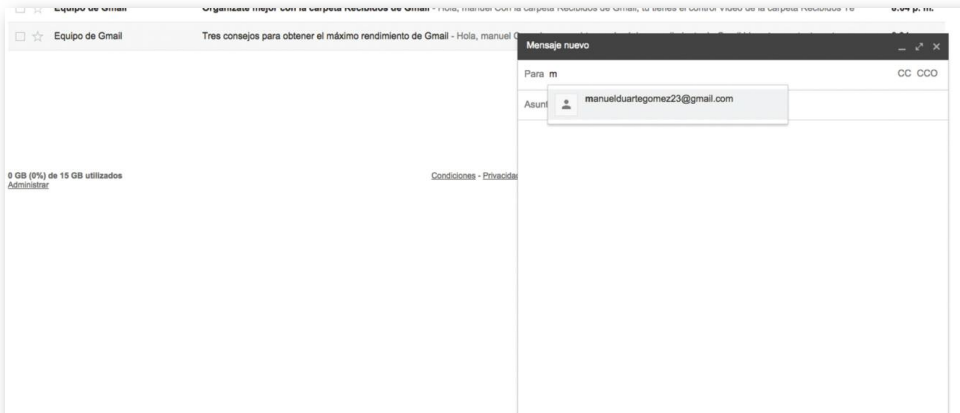 Equipo de Gmail Organízate mejor con la carpeta Recibidos de Gmail - Hola, manuel Con la carpeta Recibidos de Gmail, tú tienes el control Video de la carpeta Recibidos Te 6:04 p. m.
Equipo de Gmail Tres consejos para obtener el máximo rendimiento de Gmail - Hola, manuel
Mensaje nuevo
Para m CC CCO
manuelduartegomez23@gmail.com
Asunt
0 GB (0%) de 15 GB utilizados
Administrar
Condiciones - Privacidad